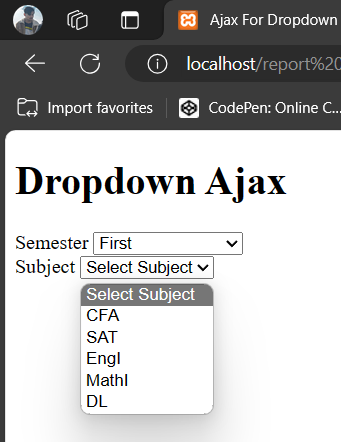 Ajax For Dropdown
localhost/report%20
Import favorites
CodePen: Online C...
Dropdown Ajax
Semester First
Subject Select Subject
Select Subject
CFA
SAT
EngI
MathI
DL